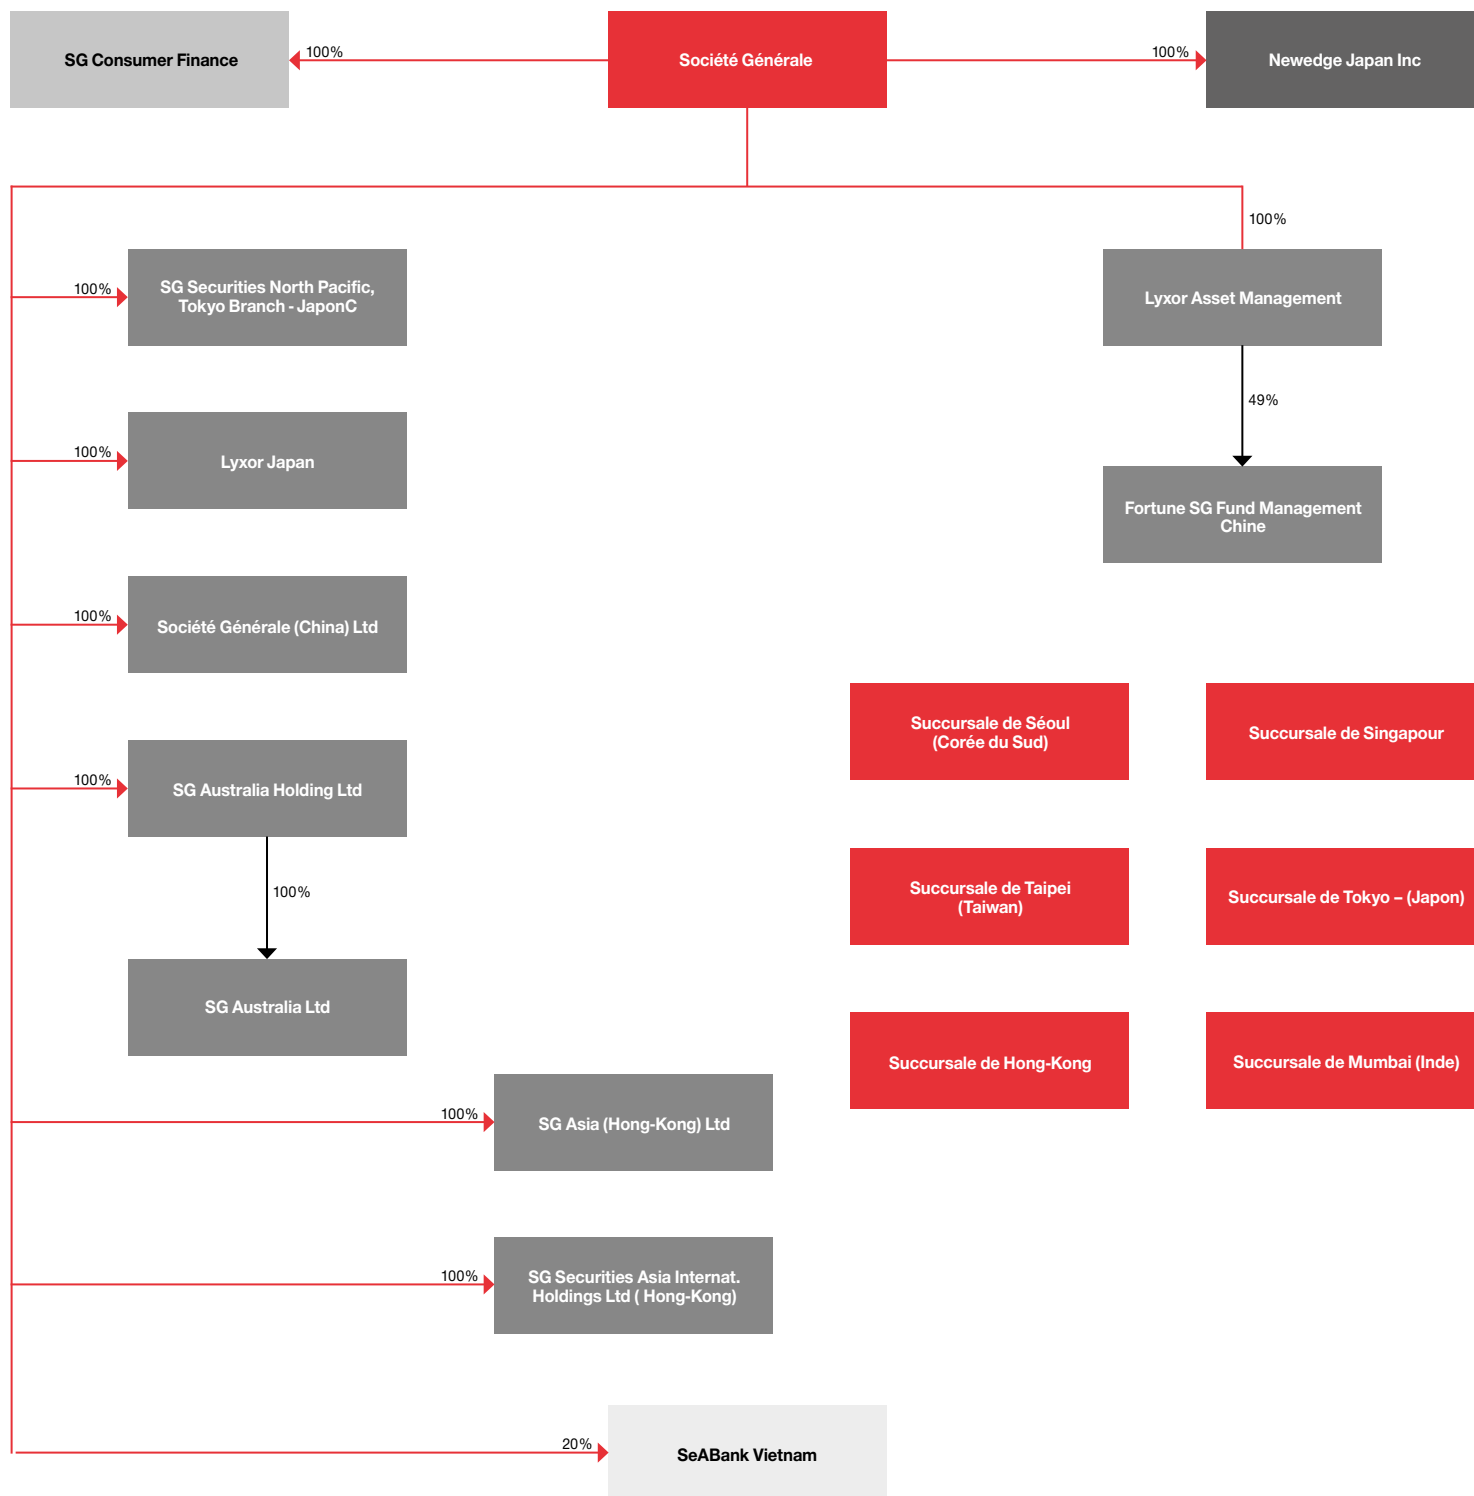 SG Consumer Finance
100%
Société Générale
100%
Newedge Japan Inc
100%
100%
SG Securities North Pacific,
Tokyo Branch - JaponC
Lyxor Asset Management
49%
100%
Lyxor Japan
Fortune SG Fund Management
Chine
100%
Société Générale (China) Ltd
Succursale de Séoul
(Corée du Sud)
Succursale de Singapour
100%
SG Australia Holding Ltd
100%
Succursale de Taipei
(Taiwan)
Succursale de Tokyo – (Japon)
SG Australia Ltd
Succursale de Hong-Kong
Succursale de Mumbai (Inde)
100%
SG Asia (Hong-Kong) Ltd
100%
SG Securities Asia Internat.
Holdings Ltd ( Hong-Kong)
20%
SeABank Vietnam